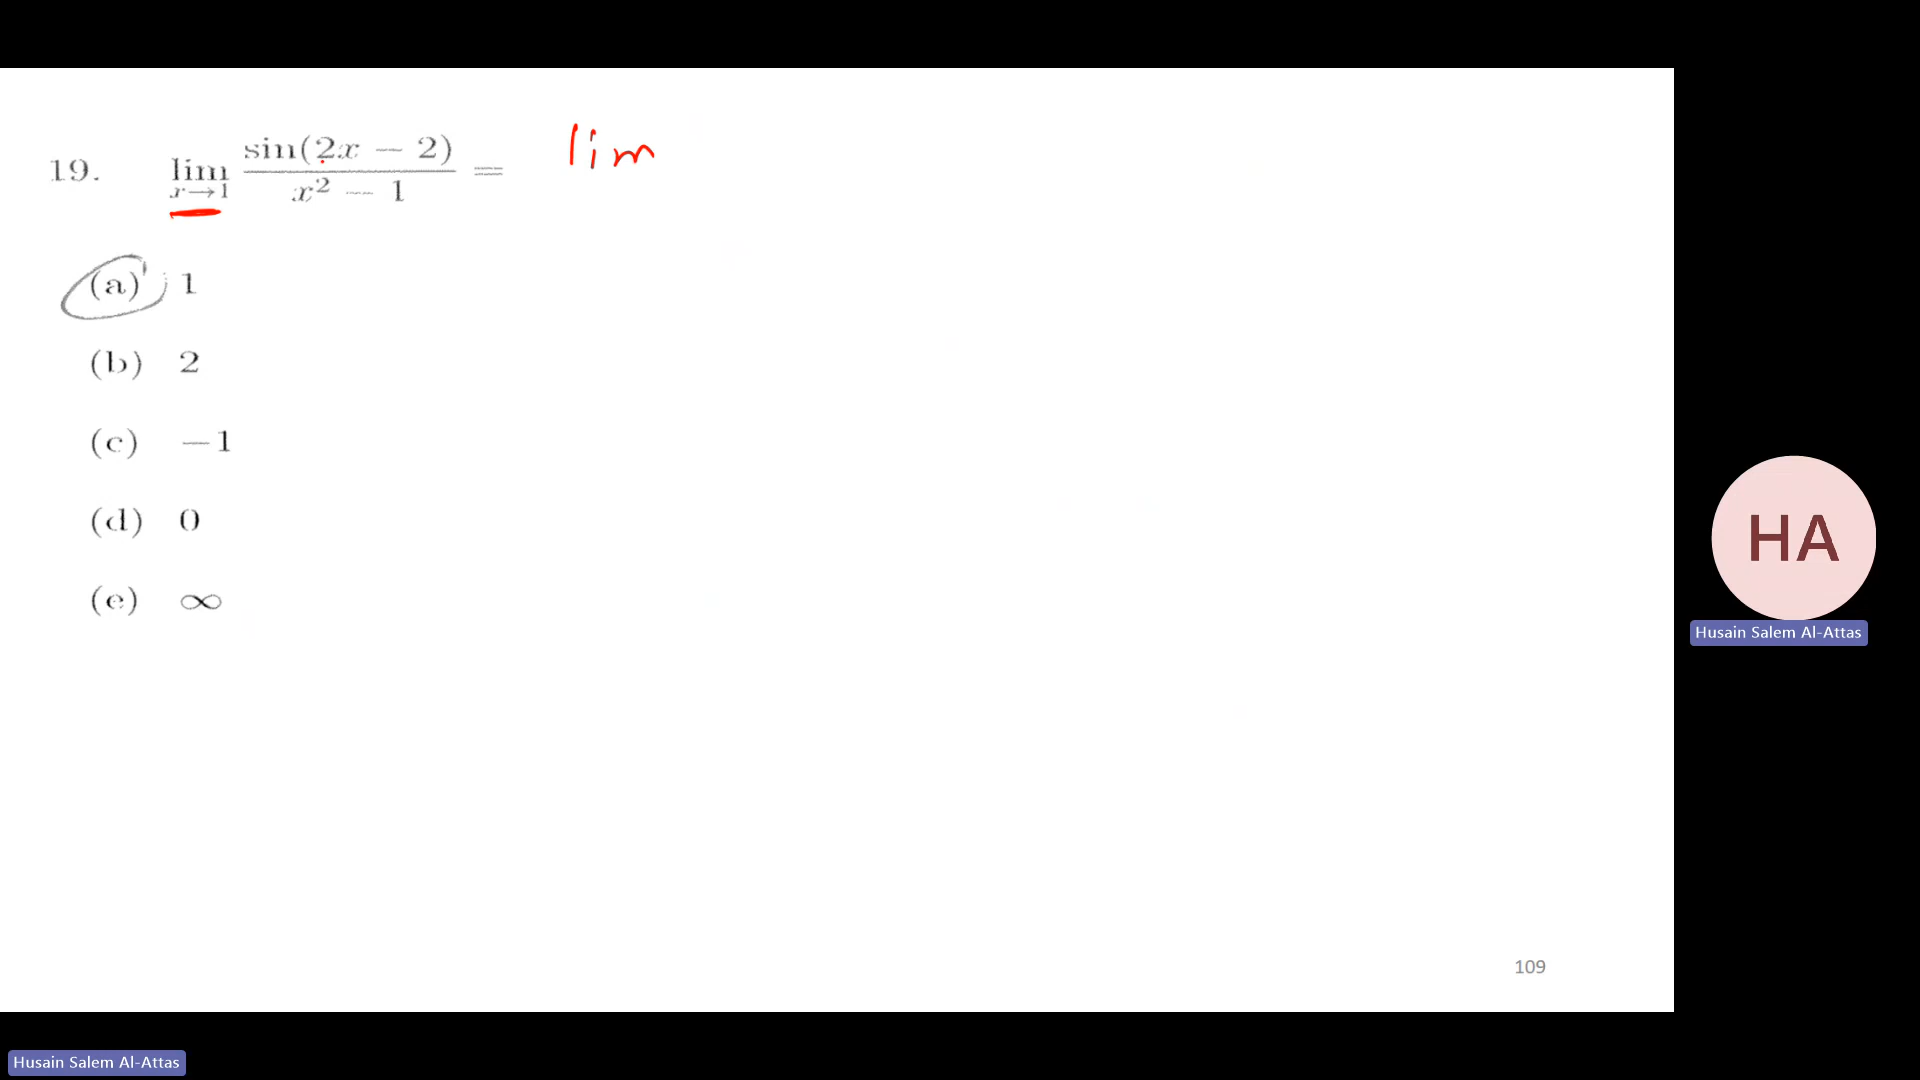 19. lim x→1 sin(2x − 2) / x² − 1 = lim
(a) 1
(b) 2
(c) −1
(d) 0
(e) ∞
HA
Husain Salem Al-Attas
109
Husain Salem Al-Attas